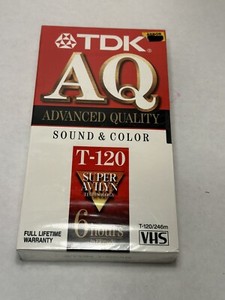 TDK
AQ
ADVANCED QUALITY
SOUND & COLOR
T-120
SUPER
AVILYN
6 hours
FULL LIFETIME
WARRANTY
T-120/246m
VHS